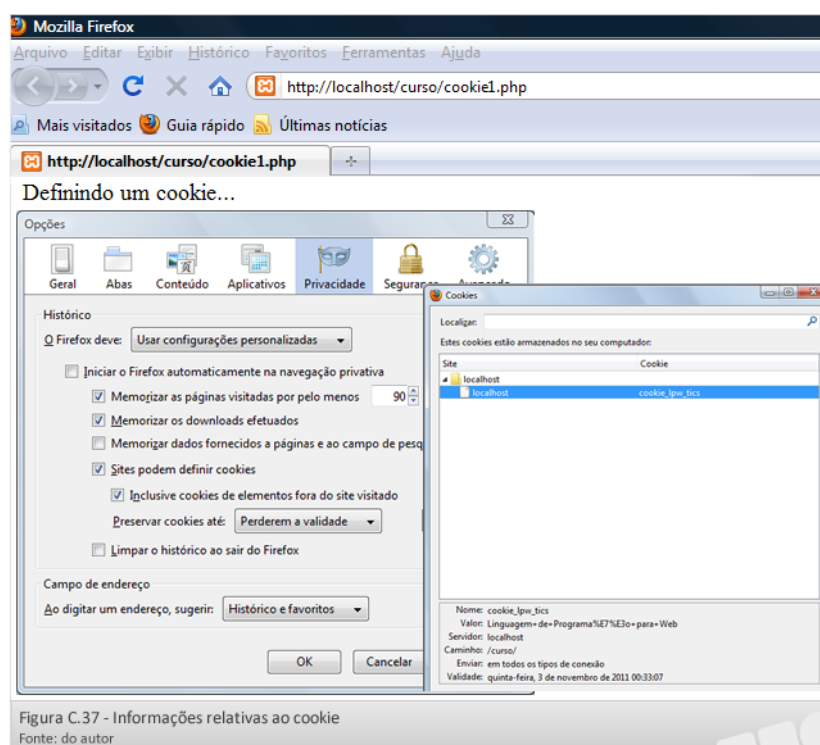 Mozilla Firefox
Arquivo Editar Exibir Histórico Favoritos Ferramentas Ajuda
http://localhost/curso/cookie1.php
Mais visitados Guia rápido Últimas notícias
http://localhost/curso/cookie1.php
Definindo um cookie...
Opções
Geral Abas Conteúdo Aplicativos Privacidade
Histórico
O Firefox deve: Usar configurações personalizadas
Iniciar o Firefox automaticamente na navegação privativa
Memorizar as páginas visitadas por pelo menos 90
Memorizar os downloads efetuados
Memorizar dados fornecidos a páginas e ao campo de pesq
Sites podem definir cookies
Inclusive cookies de elementos fora do site visitado
Preservar cookies até: Perderem a validade
Limpar o histórico ao sair do Firefox
Campo de endereço
Ao digitar um endereço, sugerir: Histórico e favoritos
OK Cancelar
Cookies
Localizar:
Estes cookies estão armazenados no seu computador:
Site Cookie
localhost
localhost cookie_lpw_tics
Nome: cookie_lpw_tics
Valor: Linguagem+de+Programa%E7%E3o+para+Web
Servidor: localhost
Caminho: /curso/
Enviar: em todos os tipos de conexão
Validade: quinta-feira, 3 de novembro de 2011 00:33:07
Figura C.37 - Informações relativas ao cookie
Fonte: do autor